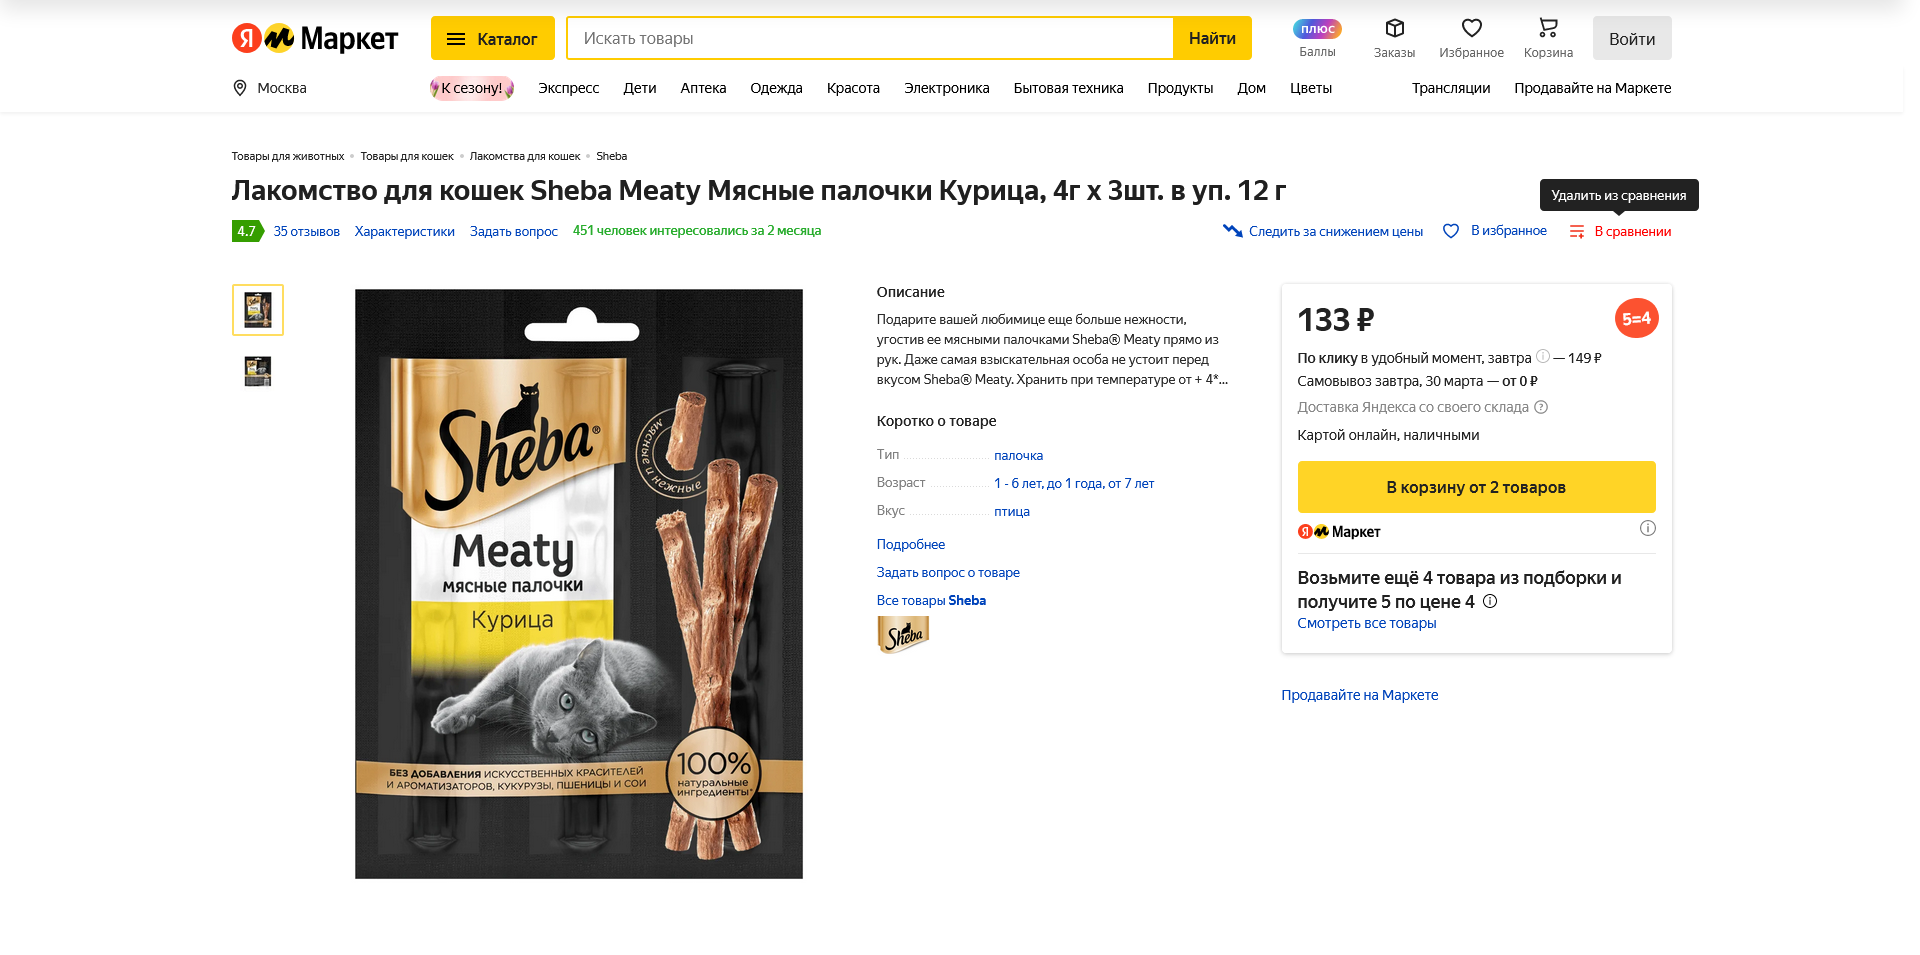 Я Маркет
Каталог
Искать товары
Найти
плюс
Баллы
Заказы
Избранное
Корзина
Войти
Москва
К сезону!
Экспресс
Дети
Аптека
Одежда
Красота
Электроника
Бытовая техника
Продукты
Дом
Цветы
Трансляции
Продавайте на Маркете
Товары для животных
Товары для кошек
Лакомства для кошек
Sheba
Лакомство для кошек Sheba Meaty Мясные палочки Курица, 4г x 3шт. в уп. 12 г
Удалить из сравнения
4.7
35 отзывов
Характеристики
Задать вопрос
451 человек интересовались за 2 месяца
Следить за снижением цены
В избранное
В сравнении
Sheba®
мясные и нежные
Meaty
мясные палочки
Курица
БЕЗ ДОБАВЛЕНИЯ ИСКУССТВЕННЫХ КРАСИТЕЛЕЙ
И АРОМАТИЗАТОРОВ, КУКУРУЗЫ, ПШЕНИЦЫ И СОИ
100%
натуральные
ингредиенты*
Описание
Подарите вашей любимице еще больше нежности,
угостив ее мясными палочками Sheba® Meaty прямо из
рук. Даже самая взыскательная особа не устоит перед
вкусом Sheba® Meaty. Хранить при температуре от + 4*...
Коротко о товаре
Тип палочка
Возраст 1 - 6 лет, до 1 года, от 7 лет
Вкус птица
Подробнее
Задать вопрос о товаре
Все товары Sheba
Sheba
133 ₽
5=4
По клику в удобный момент, завтра — 149 ₽
Самовывоз завтра, 30 марта — от 0 ₽
Доставка Яндекса со своего склада
Картой онлайн, наличными
В корзину от 2 товаров
Я Маркет
Возьмите ещё 4 товара из подборки и
получите 5 по цене 4
Смотреть все товары
Продавайте на Маркете